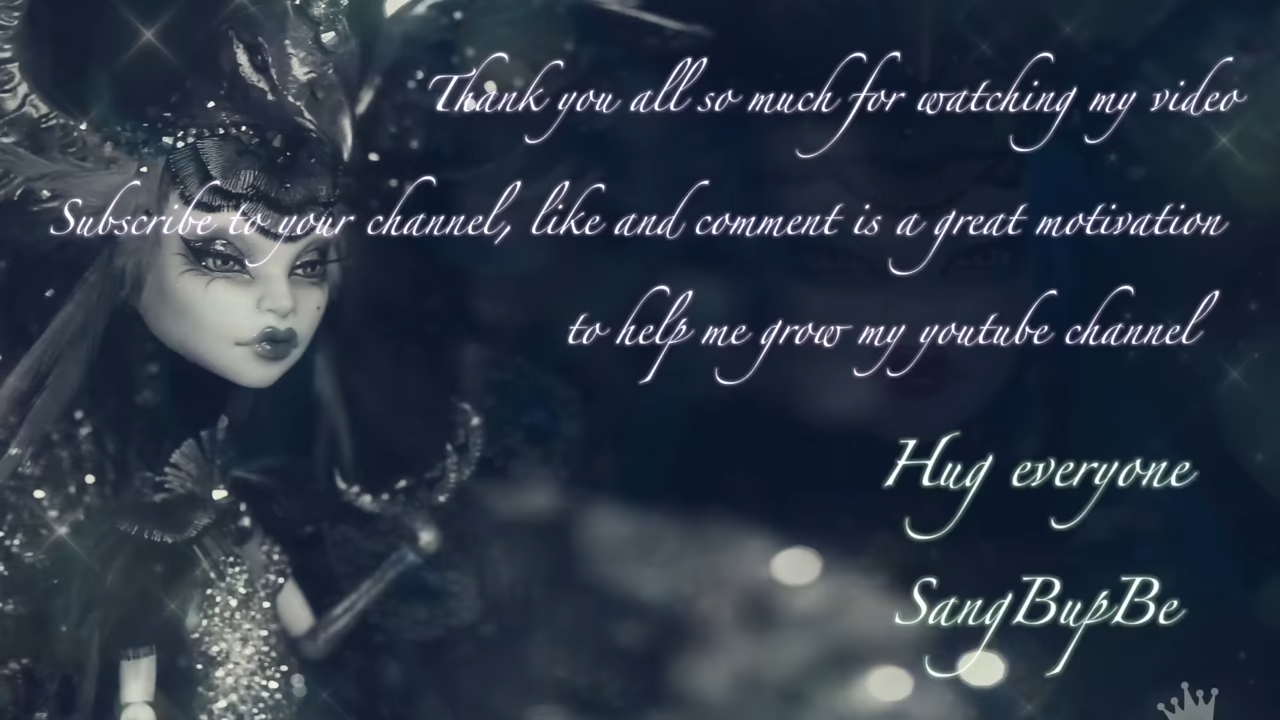 Thank you all so much for watching my video
Subscribe to your channel, like and comment is a great motivation
to help me grow my youtube channel
Hug everyone
SangBupBe